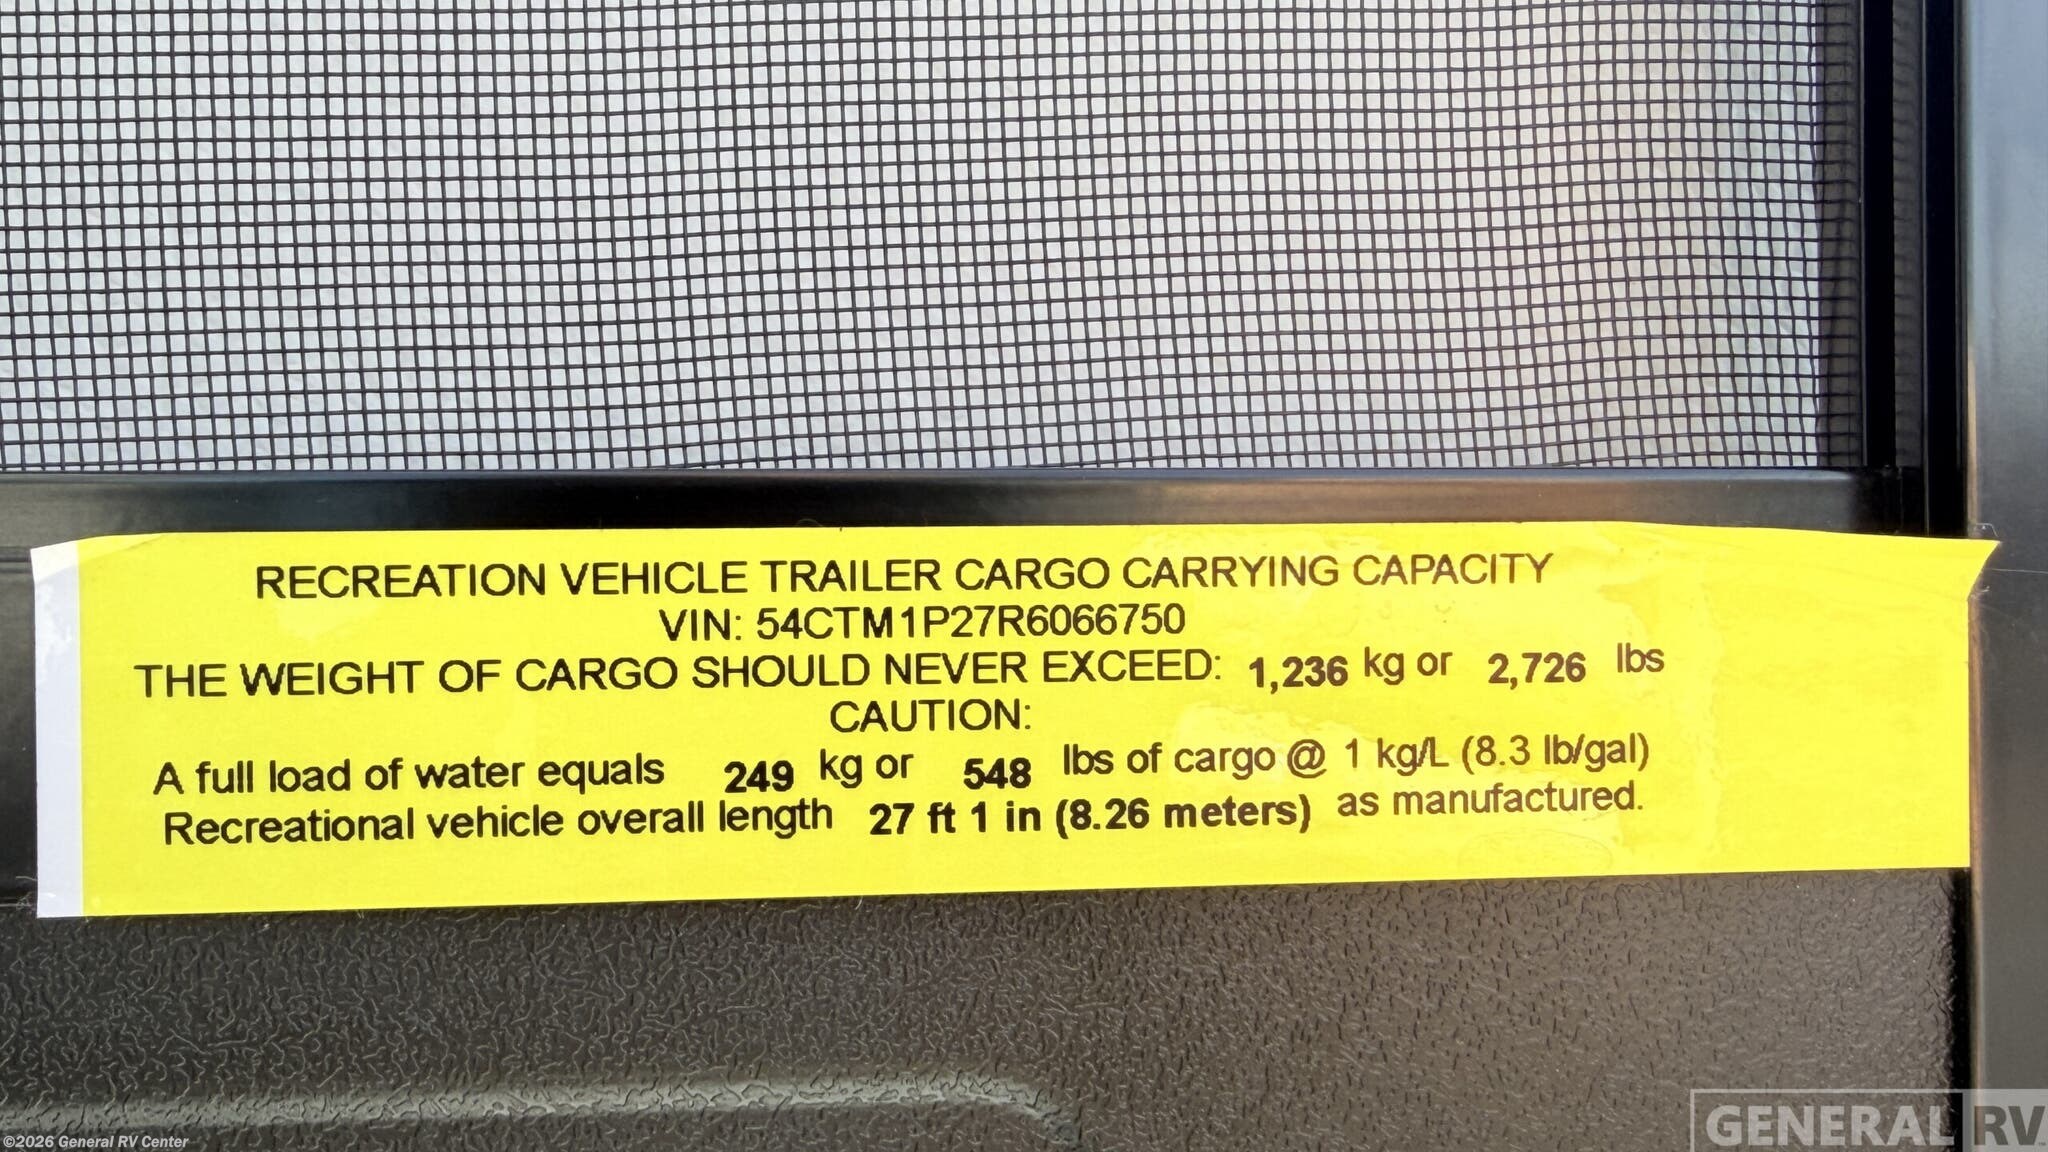 RECREATION VEHICLE TRAILER CARGO CARRYING CAPACITY
VIN: 54CTM1P27R6066750
THE WEIGHT OF CARGO SHOULD NEVER EXCEED: 1,236 kg or 2,726 lbs
CAUTION:
A full load of water equals 249 kg or 548 lbs of cargo @ 1 kg/L (8.3 lb/gal)
Recreational vehicle overall length 27 ft 1 in (8.26 meters) as manufactured.
GENERAL RV
©2026 General RV Center